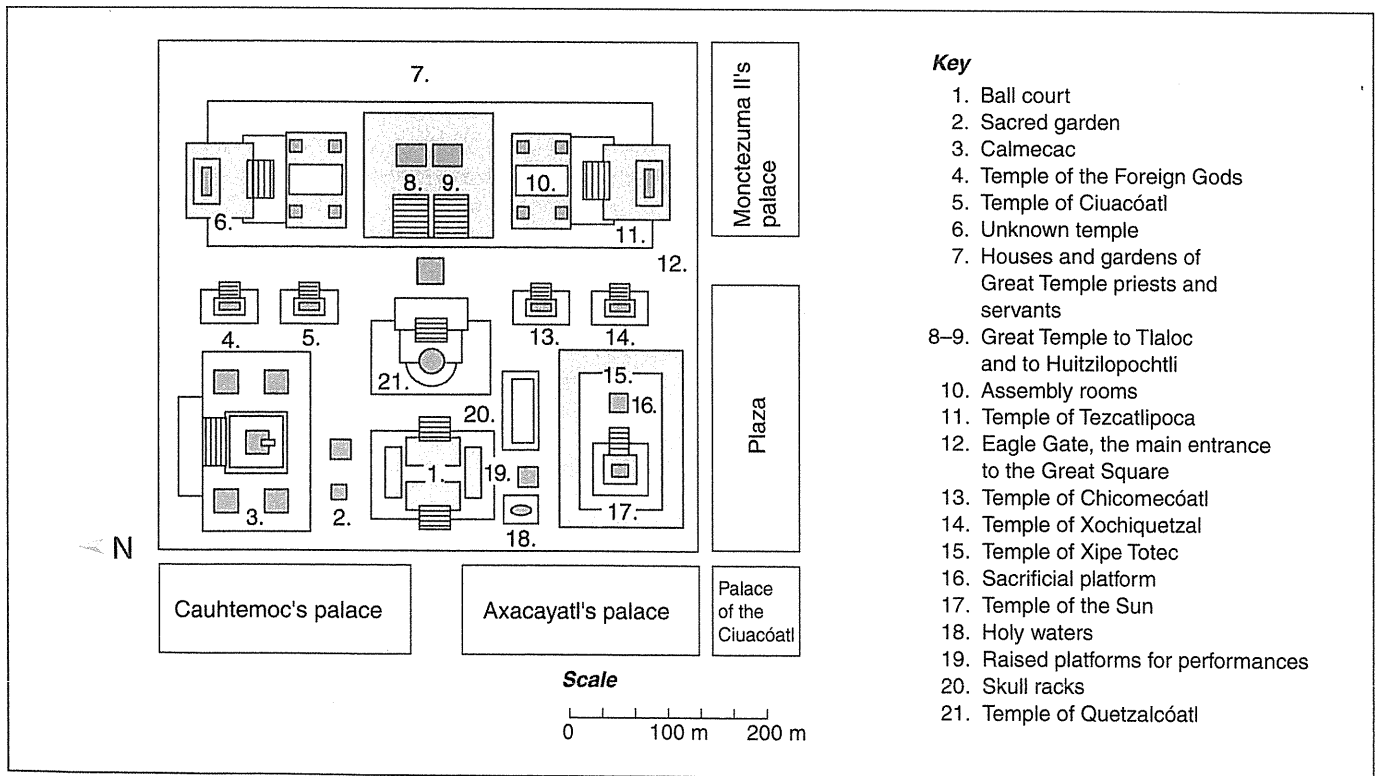 7.
Monctezuma II's
palace
8. 9.
10.
6.
11.
12.
4.
5.
13.
14.
21.
15.
16.
20.
Plaza
1.
19.
3.
2.
17.
18.
N
Cauhtemoc's palace
Axacayatl's palace
Palace
of the
Ciuacóatl
Scale
0 100 m 200 m
Key
1. Ball court
2. Sacred garden
3. Calmecac
4. Temple of the Foreign Gods
5. Temple of Ciuacóatl
6. Unknown temple
7. Houses and gardens of
Great Temple priests and
servants
8–9. Great Temple to Tlaloc
and to Huitzilopochtli
10. Assembly rooms
11. Temple of Tezcatlipoca
12. Eagle Gate, the main entrance
to the Great Square
13. Temple of Chicomecóatl
14. Temple of Xochiquetzal
15. Temple of Xipe Totec
16. Sacrificial platform
17. Temple of the Sun
18. Holy waters
19. Raised platforms for performances
20. Skull racks
21. Temple of Quetzalcóatl